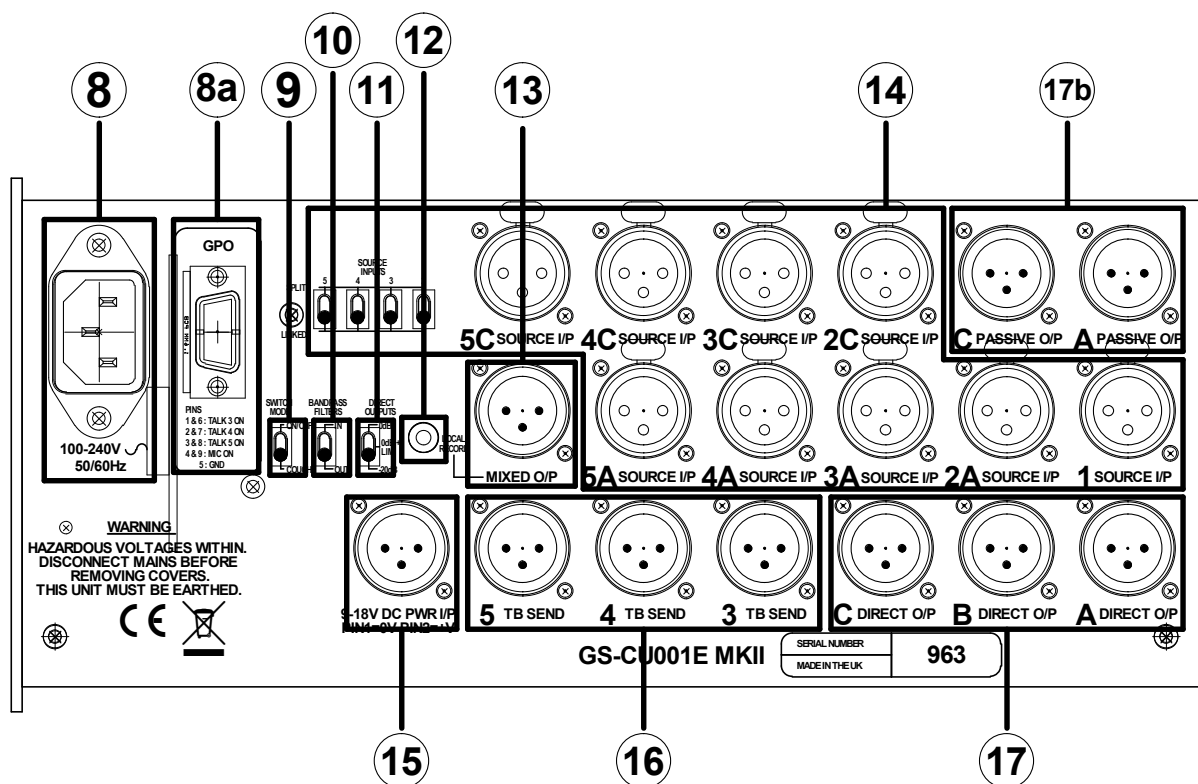 8
8a
9
10
11
12
13
14
17b
GPO
PINS
1 & 6 : TALK 3 ON
2 & 7 : TALK 4 ON
3 & 8 : TALK 5 ON
4 & 9 : MIC ON
5 : GND
100-240V
50/60Hz
SOURCE
INPUTS
5 4 3
SPLIT
LINKED
5C SOURCE I/P
4C SOURCE I/P
3C SOURCE I/P
2C SOURCE I/P
C PASSIVE O/P
A PASSIVE O/P
SWITCH
MODE
ON/OFF
COUGH
BANDPASS
FILTERS
IN
OUT
DIRECT
OUTPUTS
0dB
0dB+
LIM
-20dB
LOCAL
RECORD
MIXED O/P
5A SOURCE I/P
4A SOURCE I/P
3A SOURCE I/P
2A SOURCE I/P
1 SOURCE I/P
WARNING
HAZARDOUS VOLTAGES WITHIN.
DISCONNECT MAINS BEFORE
REMOVING COVERS.
THIS UNIT MUST BE EARTHED.
CE
9-18V DC PWR I/P
PIN1=0V PIN2=+V
5 TB SEND
4 TB SEND
3 TB SEND
C DIRECT O/P
B DIRECT O/P
A DIRECT O/P
GS-CU001E MKII
SERIAL NUMBER
MADE IN THE UK
963
15
16
17